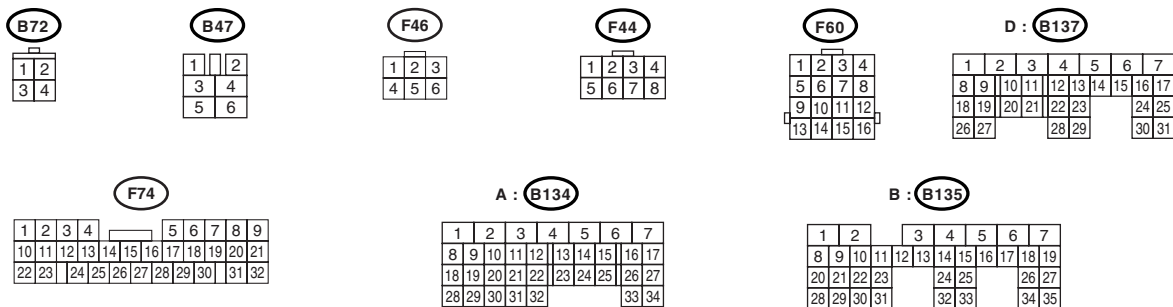 B72 B47 F46 F44 F60 D : B137
1 2
3 4
1 2
3 4
5 6
1 2 3
4 5 6
1 2 3 4
5 6 7 8
1 2 3 4
5 6 7 8
9 10 11 12
13 14 15 16
1 2 3 4 5 6 7
8 9 10 11 12 13 14 15 16 17
18 19 20 21 22 23 24 25
26 27 28 29 30 31
F74 A : B134 B : B135
1 2 3 4 5 6 7 8 9
10 11 12 13 14 15 16 17 18 19 20 21
22 23 24 25 26 27 28 29 30 31 32
1 2 3 4 5 6 7
8 9 10 11 12 13 14 15 16 17
18 19 20 21 22 23 24 25 26 27
28 29 30 31 32 33 34
1 2 3 4 5 6 7
8 9 10 11 12 13 14 15 16 17 18 19
20 21 22 23 24 25 26 27
28 29 30 31 32 33 34 35